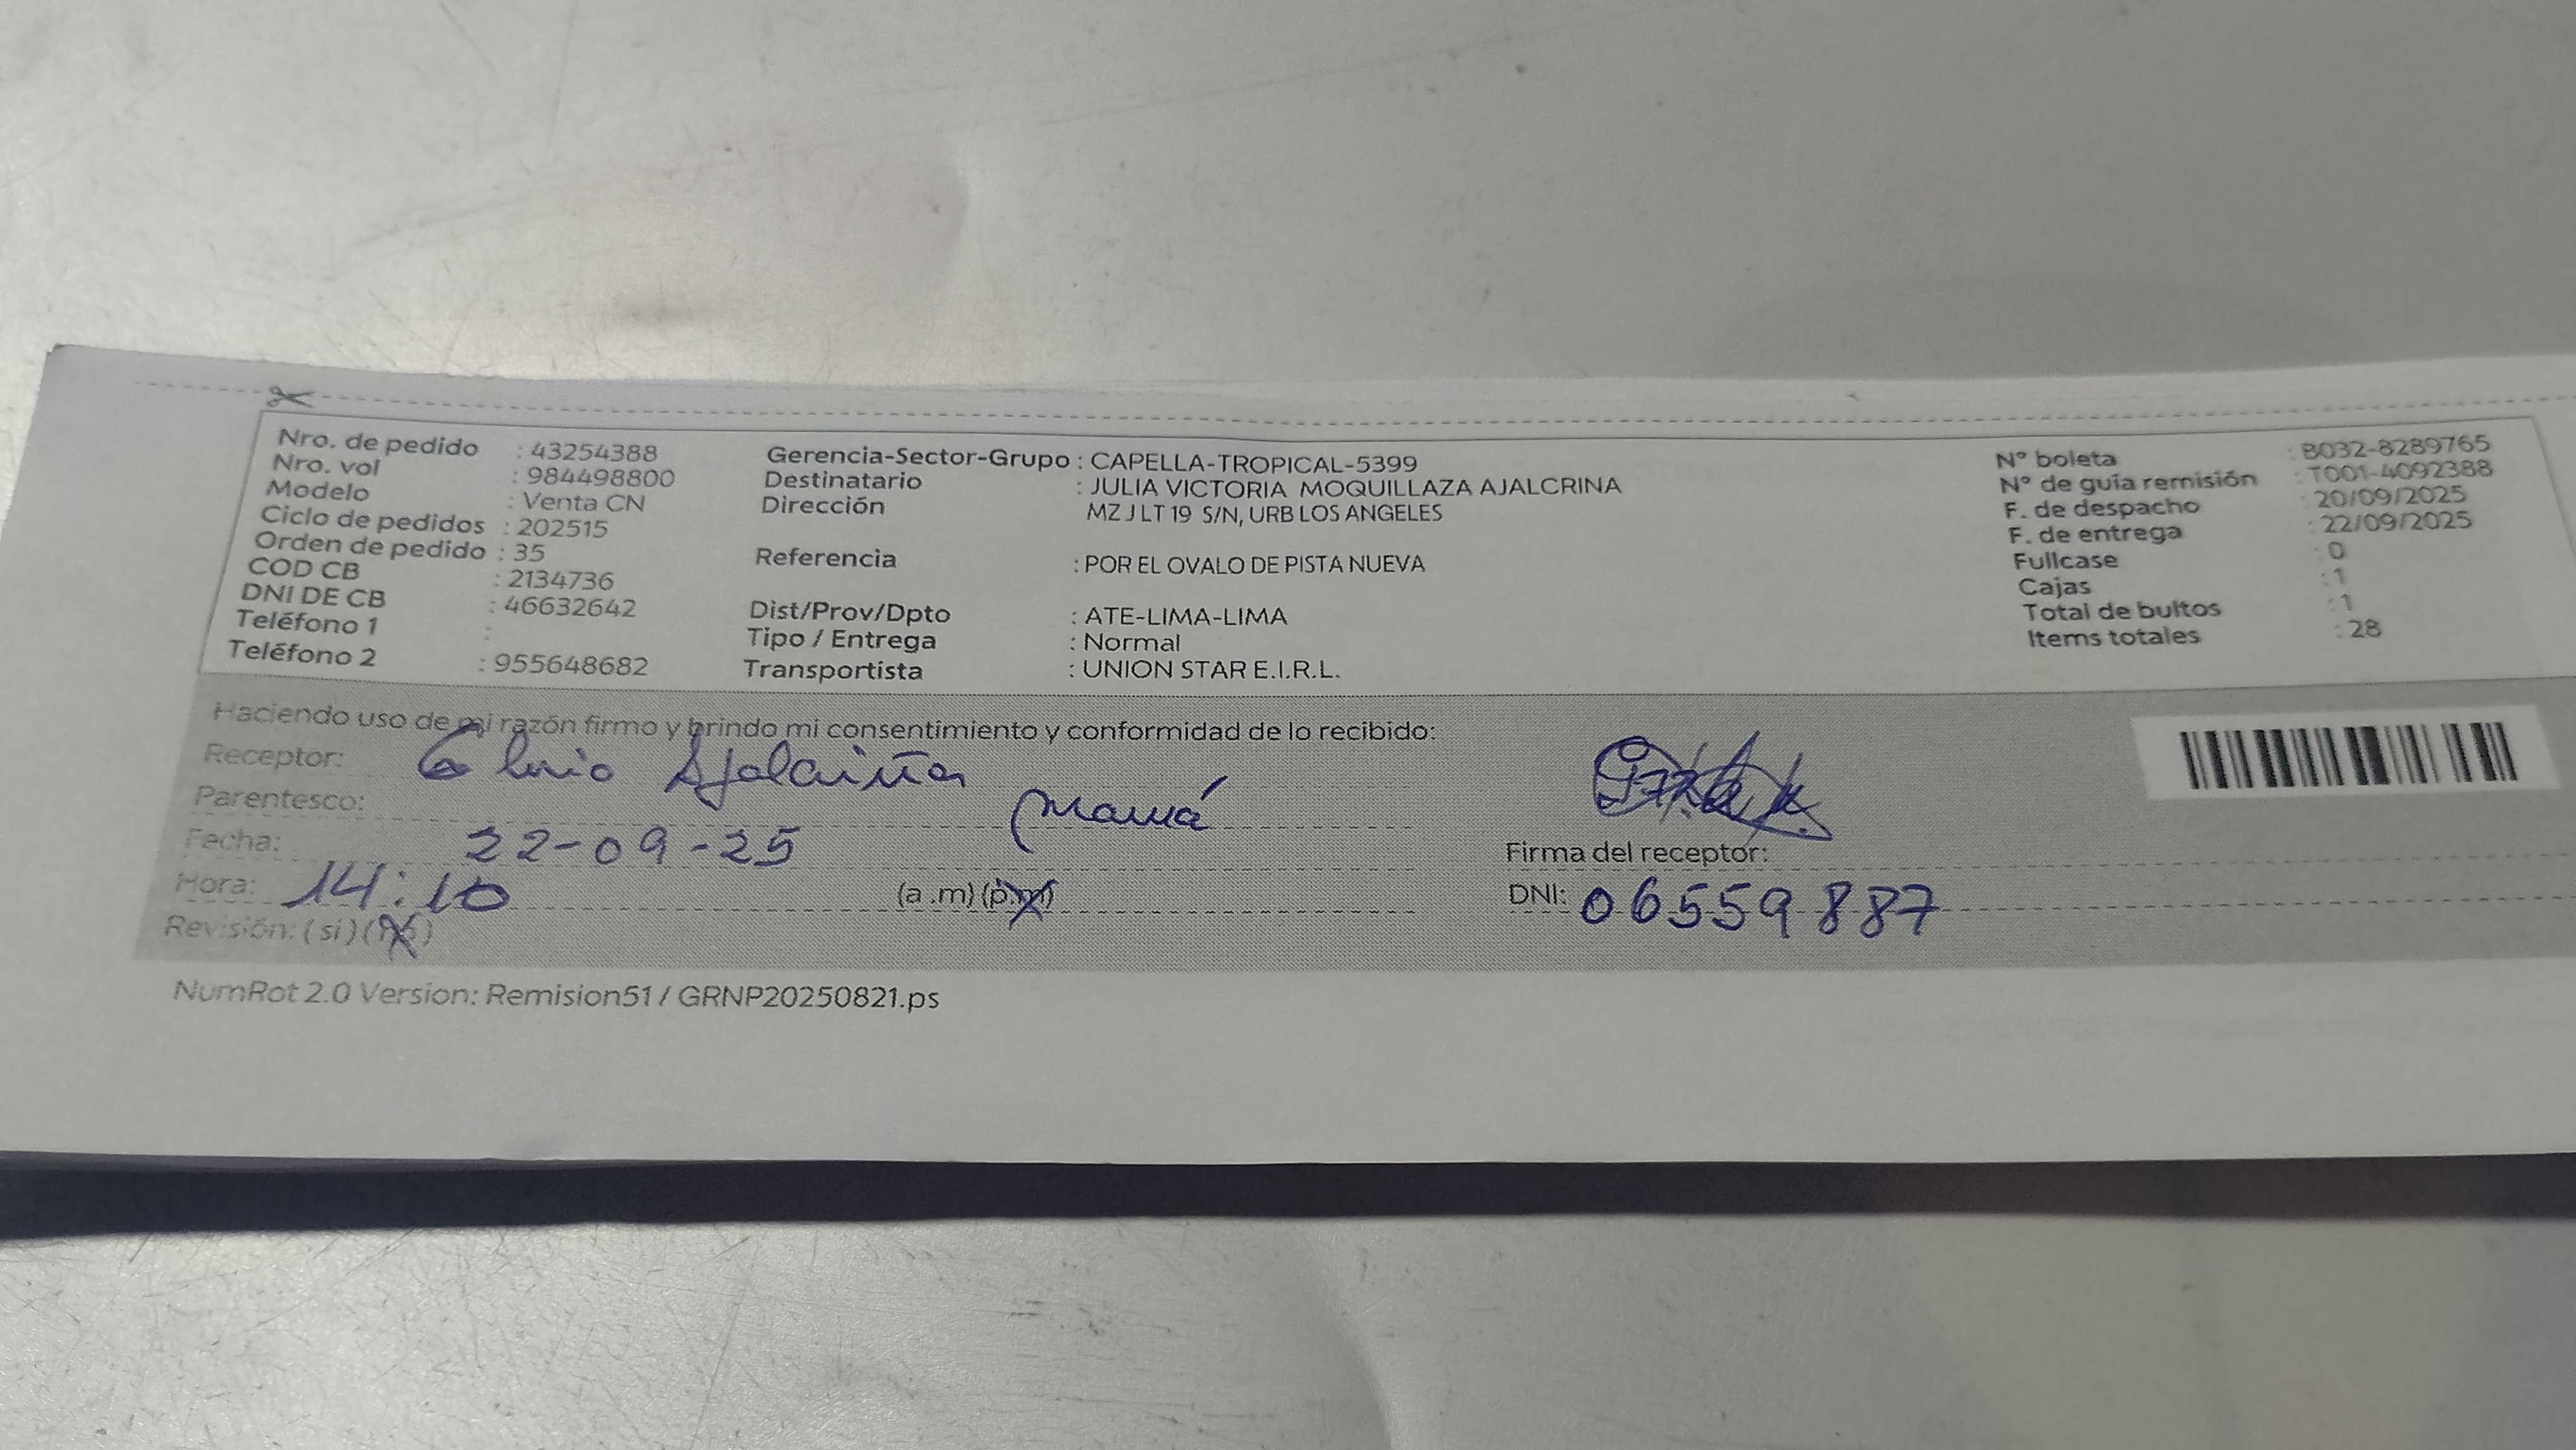 Nro. de pedido : 43254388
Nro. vol : 984498800
Modelo : Venta CN
Ciclo de pedidos : 202515
Orden de pedido : 35
COD CB : 2134736
DNI DE CB : 46632642
Teléfono 1 :
Teléfono 2 : 955648682
Gerencia-Sector-Grupo : CAPELLA-TROPICAL-5399
Destinatario : JULIA VICTORIA MOQUILLAZA AJALCRINA
Dirección MZ J LT 19 S/N, URB LOS ANGELES
Referencia : POR EL OVALO DE PISTA NUEVA
Dist/Prov/Dpto : ATE-LIMA-LIMA
Tipo / Entrega : Normal
Transportista : UNION STAR E.I.R.L.
N° boleta : B032-8289765
N° de guía remisión : T001-4092388
F. de despacho : 20/09/2025
F. de entrega : 22/09/2025
Fullcase : 0
Cajas : 1
Total de bultos : 1
Items totales : 28
Haciendo uso de mi razón firmo y brindo mi consentimiento y conformidad de lo recibido:
Receptor:
Parentesco: mamá
Fecha: 22-09-25
Hora: 14:10 (a.m) (p.m)
Revisión: (si) (no)
Firma del receptor:
DNI: 06559887
NumRot 2.0 Version: Remision51 / GRNP20250821.ps